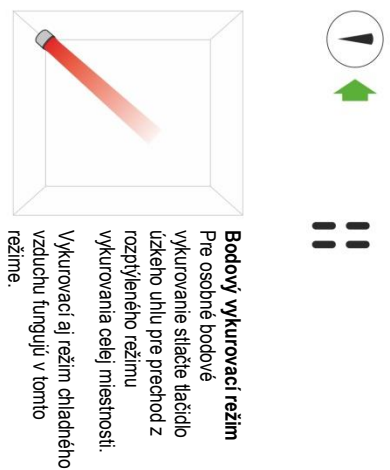 Bodový vykurovací režim
Pre osobné bodové
vykurovanie stlačte tlačidlo
úzkeho uhlu pre prechod z
rozptýleného režimu
vykurovania celej miestnosti.
Vykurovací aj režim chladného
vzduchu fungujú v tomto
režime.